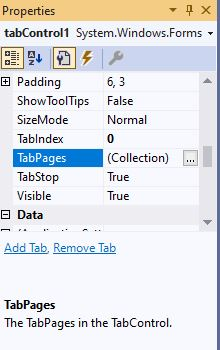 Properties
tabControl1 System.Windows.Forms
Padding 6, 3
ShowToolTips False
SizeMode Normal
TabIndex 0
TabPages (Collection) ...
TabStop True
Visible True
Data
Add Tab, Remove Tab
TabPages
The TabPages in the TabControl.